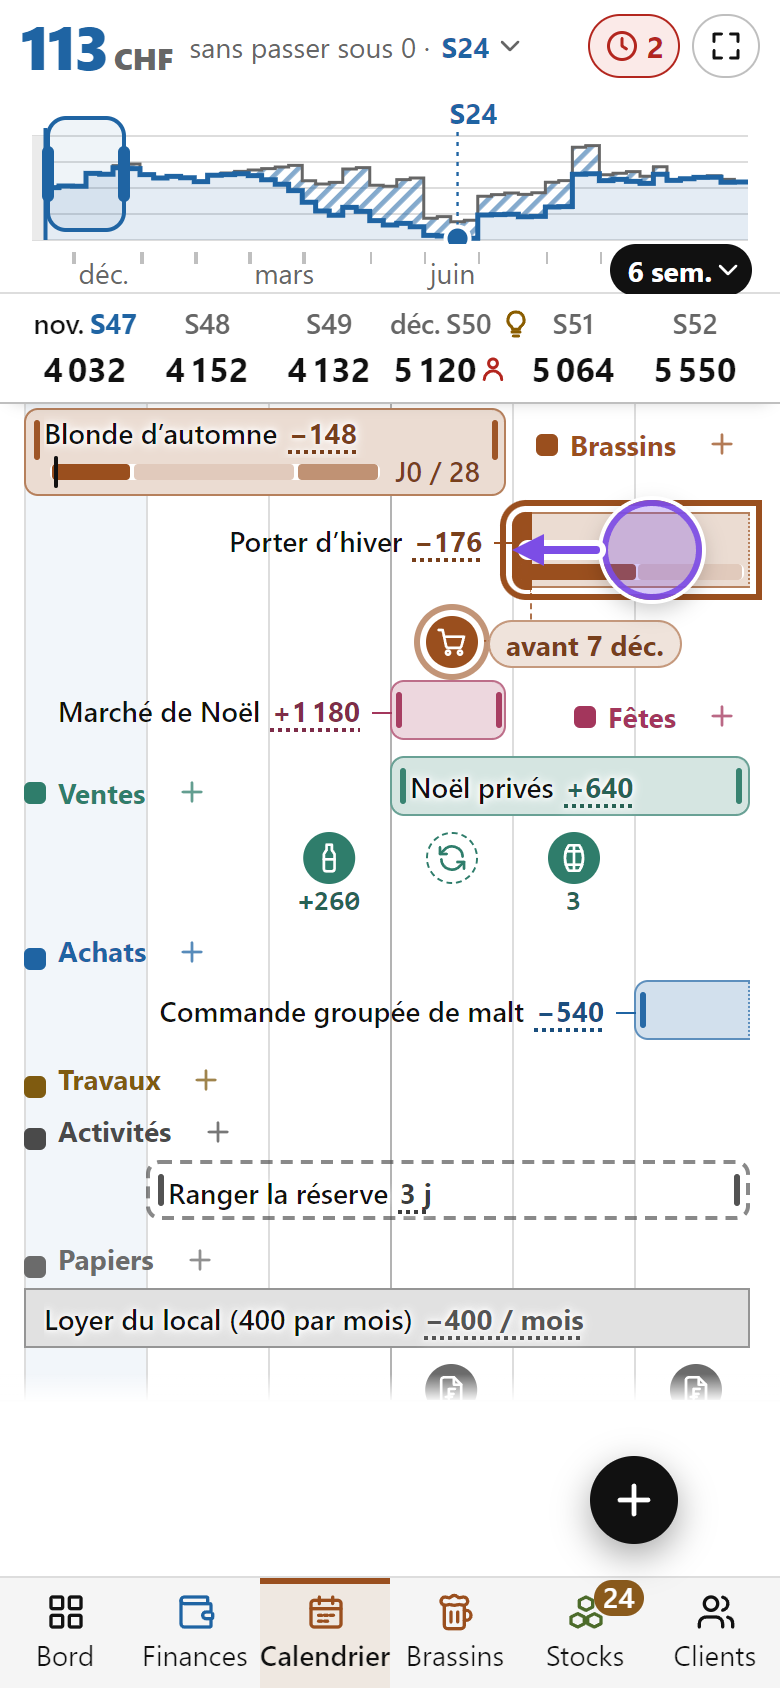 113 CHF sans passer sous 0 · S24
2
S24
déc. mars juin
6 sem.
nov. S47 S48 S49 déc. S50 S51 S52
4 032 4 152 4 132 5 120 5 064 5 550
Blonde d’automne −148
J0 / 28
Brassins +
Porter d’hiver −176
avant 7 déc.
Marché de Noël +1 180
Fêtes +
Ventes +
Noël privés +640
+260
3
Achats +
Commande groupée de malt −540
Travaux +
Activités +
Ranger la réserve 3 j
Papiers +
Loyer du local (400 par mois) −400 / mois
+
24
Bord Finances Calendrier Brassins Stocks Clients